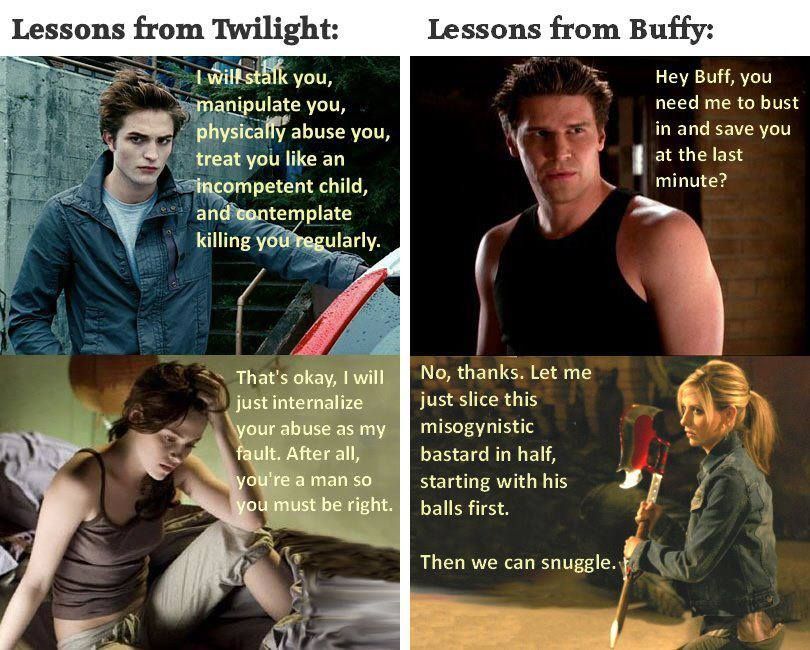 Lessons from Twilight:
I will stalk you,
manipulate you,
physically abuse you,
treat you like an
incompetent child,
and contemplate
killing you regularly.
That's okay, I will
just internalize
your abuse as my
fault. After all,
you're a man so
you must be right.
Lessons from Buffy:
Hey Buff, you
need me to bust
in and save you
at the last
minute?
No, thanks. Let me
just slice this
misogynistic
bastard in half,
starting with his
balls first.
Then we can snuggle.